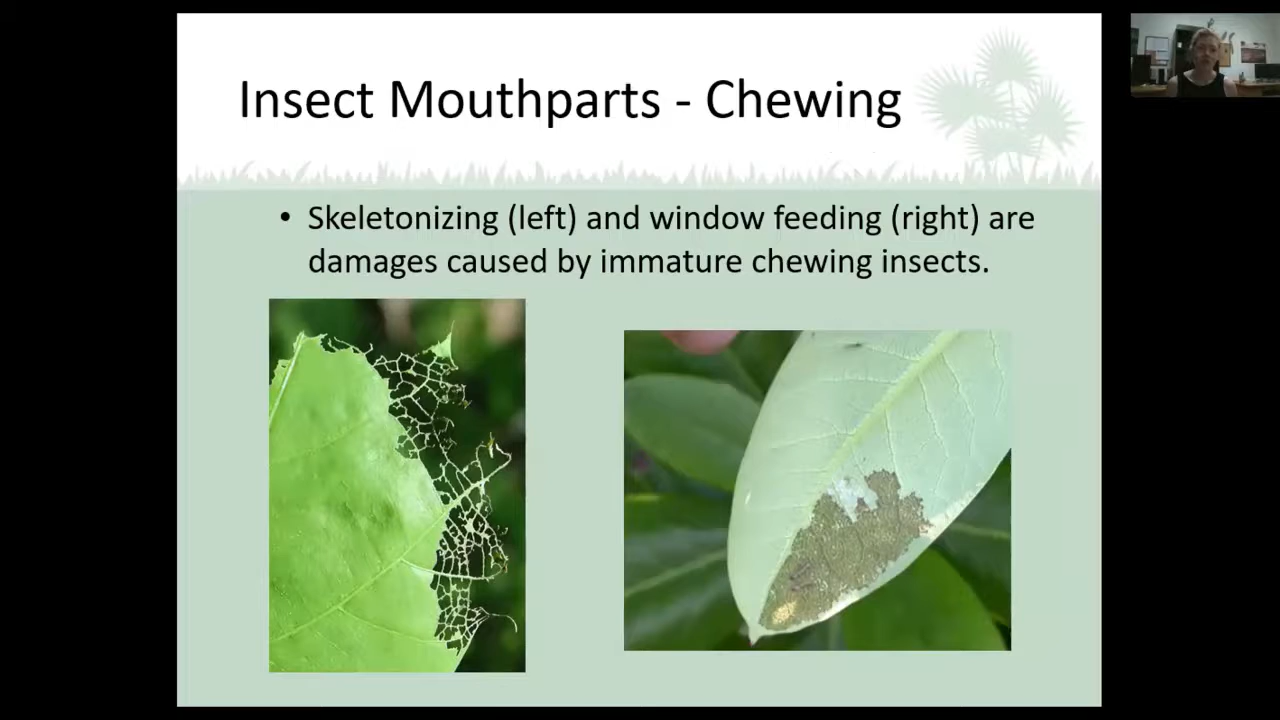 Insect Mouthparts - Chewing
• Skeletonizing (left) and window feeding (right) are
damages caused by immature chewing insects.